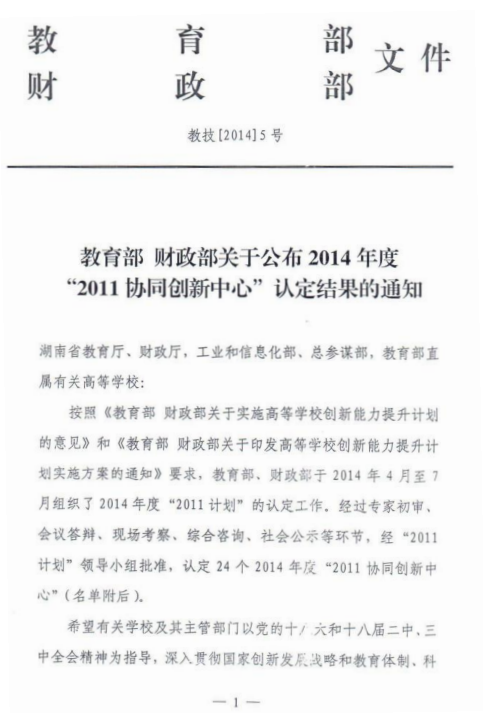 教育部
财政部
文件
教技[2014]5号
教育部 财政部关于公布2014年度
“2011协同创新中心”认定结果的通知
湖南省教育厅、财政厅，工业和信息化部、总参谋部，教育部直
属有关高等学校：
按照《教育部 财政部关于实施高等学校创新能力提升计划
的意见》和《教育部 财政部关于印发高等学校创新能力提升计
划实施方案的通知》要求，教育部、财政部于2014年4月至7
月组织了2014年度“2011计划”的认定工作。经过专家初审、
会议答辩、现场考察、综合咨询、社会公示等环节，经“2011
计划”领导小组批准，认定24个2014年度“2011协同创新中
心”（名单附后）。
希望有关学校及其主管部门以党的十八大和十八届二中、三
中全会精神为指导，深入贯彻国家创新发展战略和教育体制、科
— 1 —